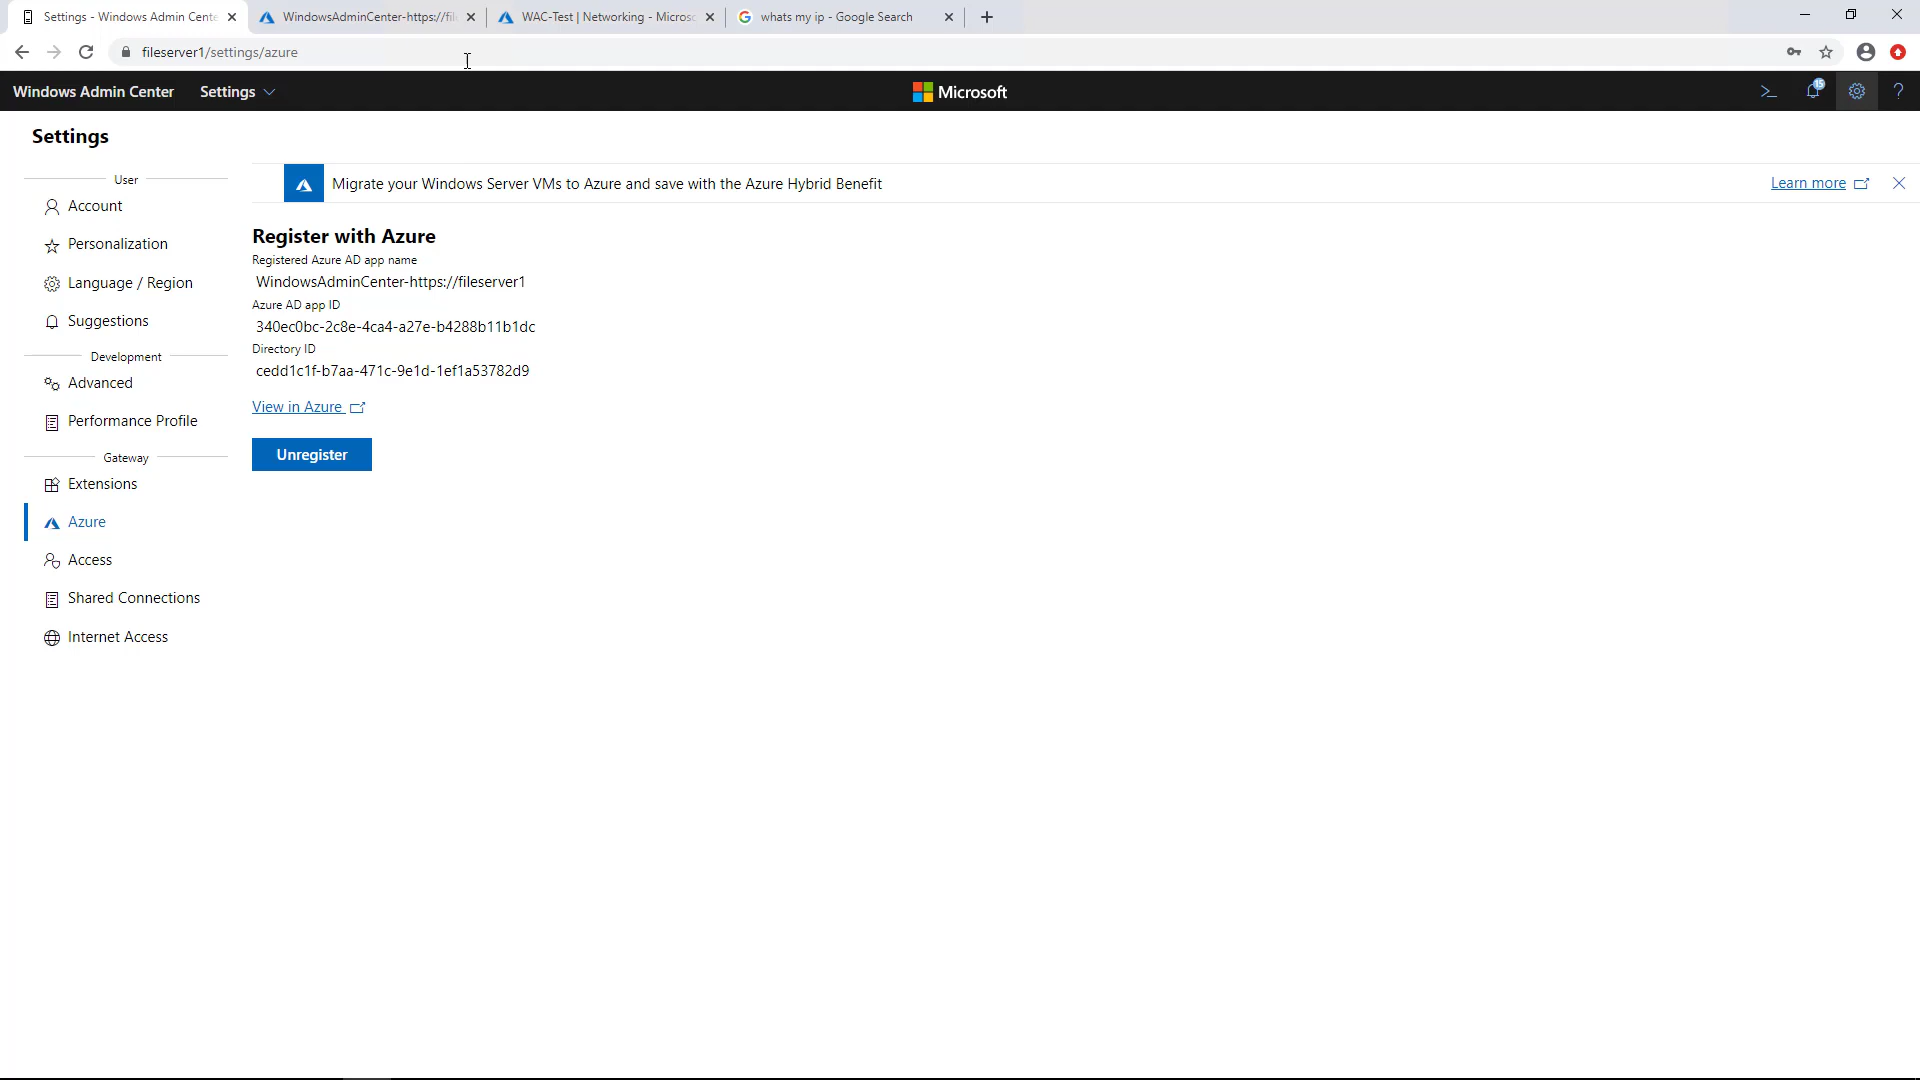 Settings - Windows Admin Cente
WindowsAdminCenter-https://fil
WAC-Test | Networking - Microsc
whats my ip - Google Search
fileserver1/settings/azure
Windows Admin Center
Settings
Microsoft
15
Settings
User
Account
Personalization
Language / Region
Suggestions
Development
Advanced
Performance Profile
Gateway
Extensions
Azure
Access
Shared Connections
Internet Access
Migrate your Windows Server VMs to Azure and save with the Azure Hybrid Benefit
Learn more
Register with Azure
Registered Azure AD app name
WindowsAdminCenter-https://fileserver1
Azure AD app ID
340ec0bc-2c8e-4ca4-a27e-b4288b11b1dc
Directory ID
cedd1c1f-b7aa-471c-9e1d-1ef1a53782d9
View in Azure
Unregister